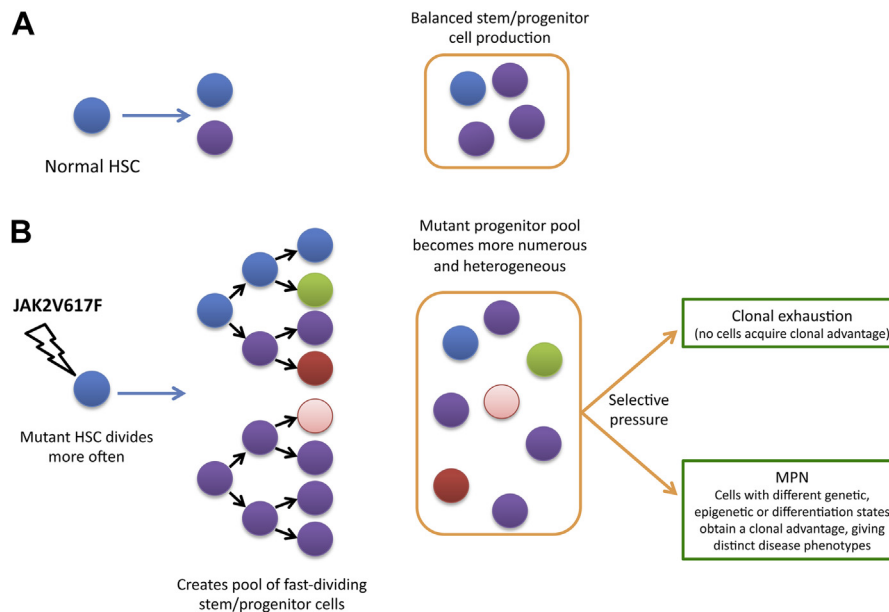 A
Balanced stem/progenitor
cell production
Normal HSC
B
Mutant progenitor pool
becomes more numerous
and heterogeneous
JAK2V617F
Mutant HSC divides
more often
Creates pool of fast-dividing
stem/progenitor cells
Selective
pressure
Clonal exhaustion
(no cells acquire clonal advantage)
MPN
Cells with different genetic,
epigenetic or differentiation states
obtain a clonal advantage, giving
distinct disease phenotypes